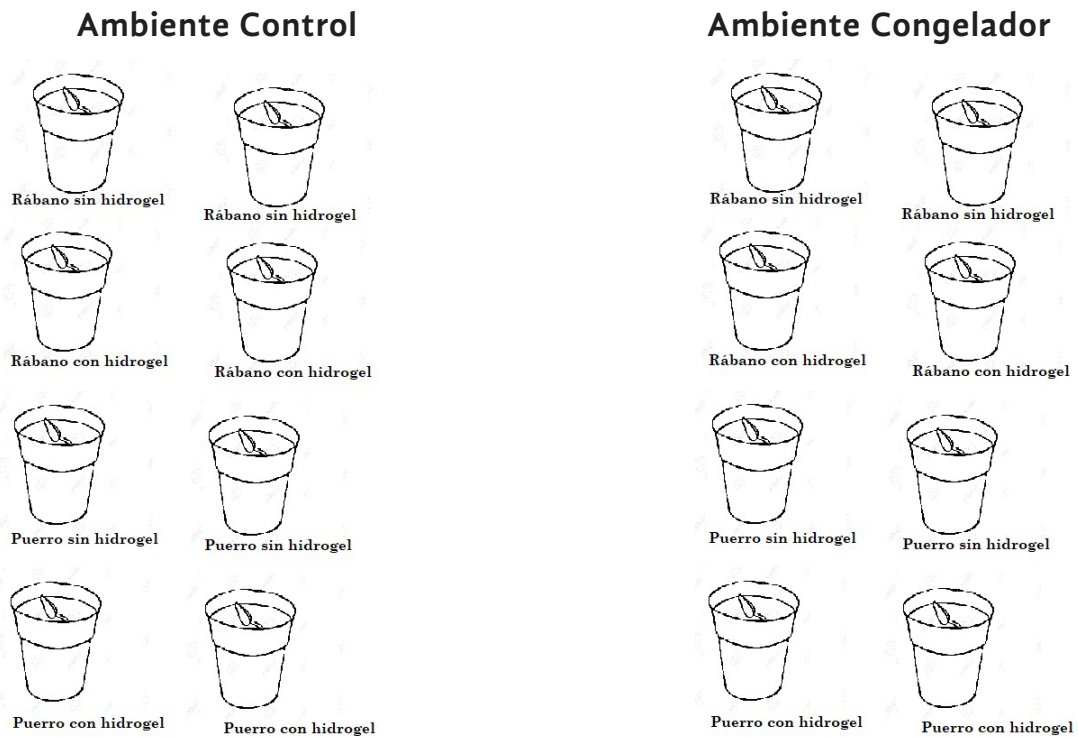 Ambiente Control
Rábano sin hidrogel
Rábano sin hidrogel
Rábano con hidrogel
Rábano con hidrogel
Puerro sin hidrogel
Puerro sin hidrogel
Puerro con hidrogel
Puerro con hidrogel
Ambiente Congelador
Rábano sin hidrogel
Rábano sin hidrogel
Rábano con hidrogel
Rábano con hidrogel
Puerro sin hidrogel
Puerro sin hidrogel
Puerro con hidrogel
Puerro con hidrogel